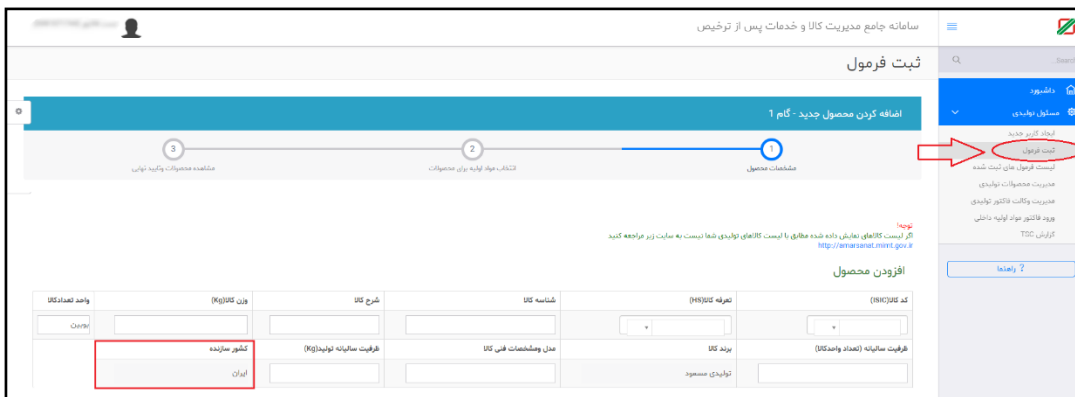 سامانه جامع مدیریت کالا و خدمات پس از ترخیص
ثبت فرمول
Search...
داشبورد
مسئول تولیدی
ایجاد کاربر جدید
ثبت فرمول
لیست فرمول های ثبت شده
مدیریت محصولات تولیدی
مدیریت وکالت فاکتور تولیدی
ورود فاکتور مواد اولیه داخلی
گزارش TSC
? راهنما
اضافه کردن محصول جدید - گام 1
1 2 3
مشخصات محصول انتخاب مواد اولیه برای محصولات مشاهده محصولات وتایید نهایی
توجه!
اگر لیست کالاهای نمایش داده شده مطابق با لیست کالاهای تولیدی شما نیست به سایت زیر مراجعه کنید
http://amarsanat.mimt.gov.ir
افزودن محصول
کد کالا(ISIC) تعرفه کالا(HS) شناسه کالا شرح کالا وزن کالا(Kg) واحد تعدادکالا
بوبین
ظرفیت سالیانه (تعداد واحدکالا) برند کالا مدل ومشخصات فنی کالا ظرفیت سالیانه تولید(Kg) کشور سازنده
تولیدی مسعود ایران